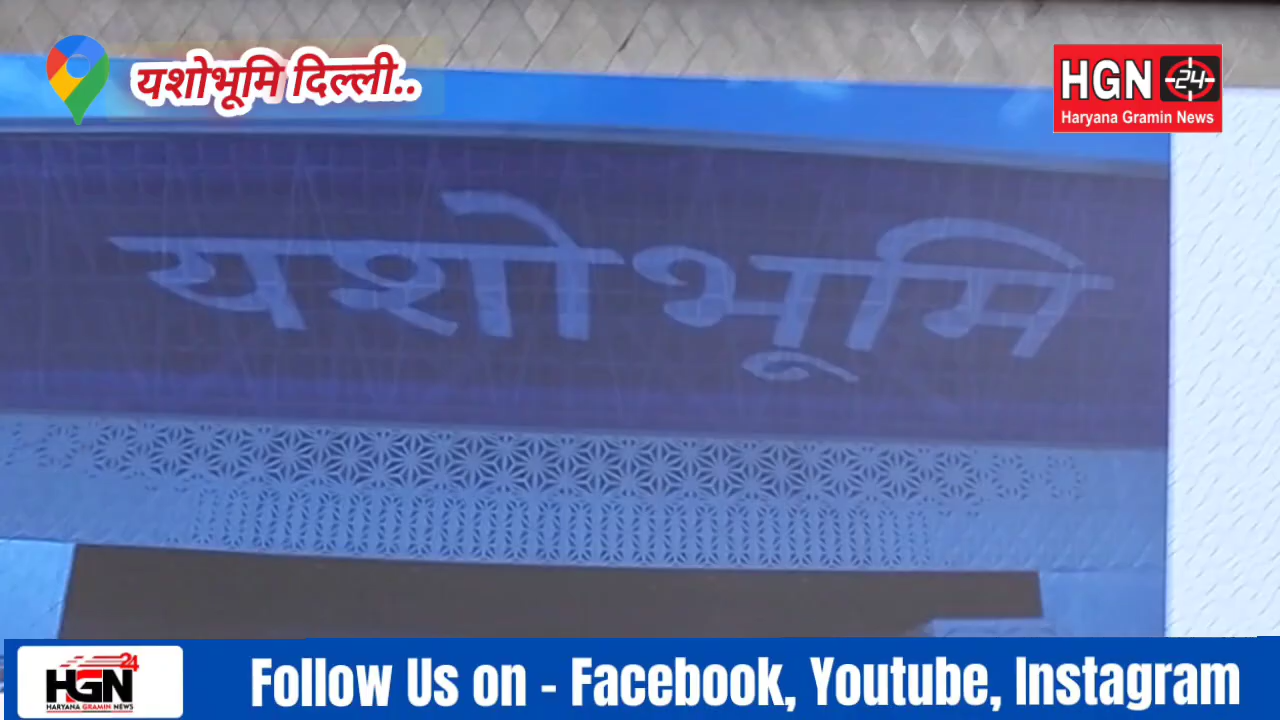 यशोभूमि दिल्ली..
HGN 24
Haryana Gramin News
यशोभूमि
HGN 24
HARYANA GRAMIN NEWS
Follow Us on - Facebook, Youtube, Instagram